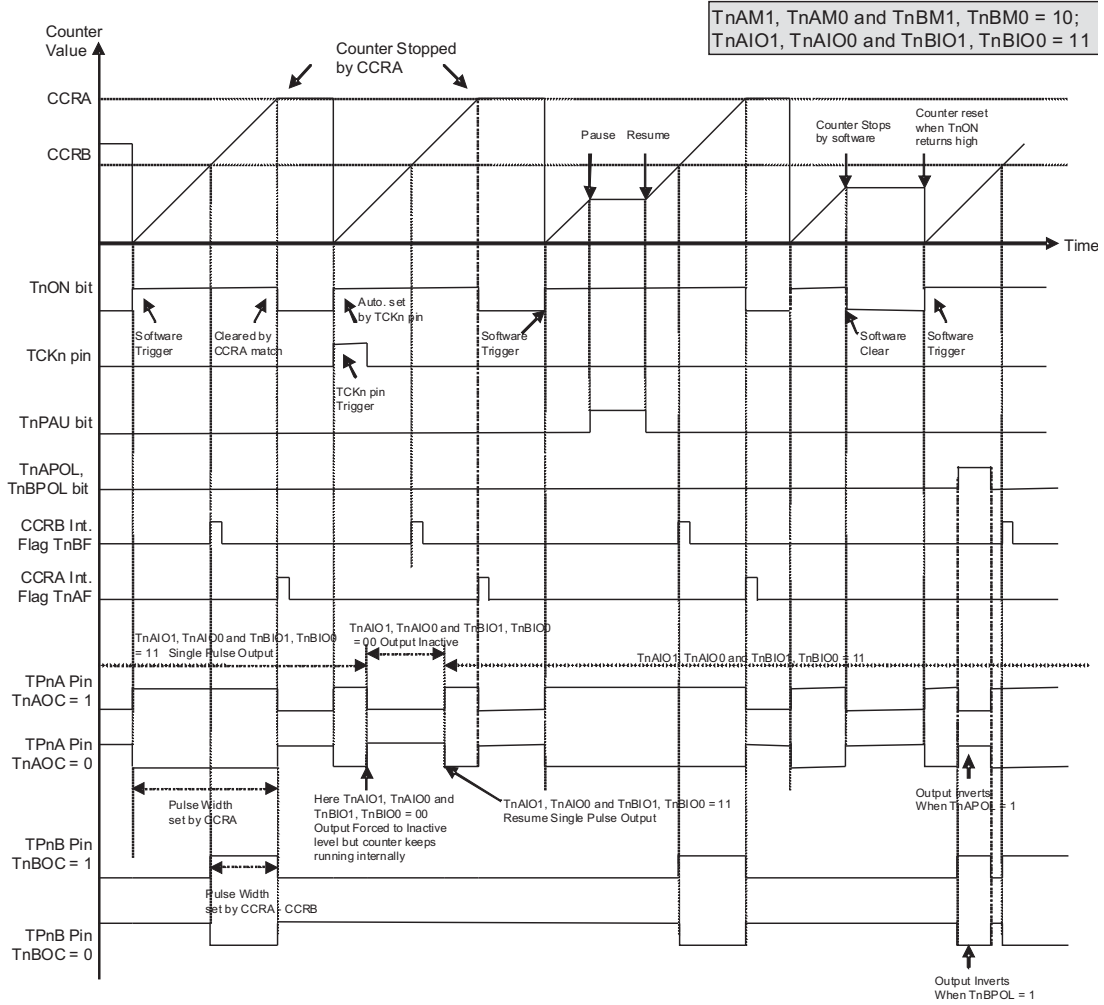 TnAM1, TnAM0 and TnBM1, TnBM0 = 10;
TnAIO1, TnAIO0 and TnBIO1, TnBIO0 = 11
Counter
Value
Counter Stopped
by CCRA
CCRA
CCRB
Pause
Resume
Counter Stops
by software
Counter reset
when TnON
returns high
Time
TnON bit
Software
Trigger
Cleared by
CCRA match
Auto. set
by TCKn pin
Software
Trigger
Software
Clear
Software
Trigger
TCKn pin
TCKn pin
Trigger
TnPAU bit
TnAPOL,
TnBPOL bit
CCRB Int.
Flag TnBF
CCRA Int.
Flag TnAF
TnAIO1, TnAIO0 and TnBIO1, TnBIO0
= 11 Single Pulse Output
TnAIO1, TnAIO0 and TnBIO1, TnBIO0
= 00 Output Inactive
TnAIO1, TnAIO0 and TnBIO1, TnBIO0 = 11
TPnA Pin
TnAOC = 1
TPnA Pin
TnAOC = 0
Pulse Width
set by CCRA
Here TnAIO1, TnAIO0 and
TnBIO1, TnBIO0 = 00
Output Forced to Inactive
level but counter keeps
running internally
TnAIO1, TnAIO0 and TnBIO1, TnBIO0 = 11
Resume Single Pulse Output
Output Inverts
When TnAPOL = 1
TPnB Pin
TnBOC = 1
Pulse Width
set by CCRA - CCRB
TPnB Pin
TnBOC = 0
Output Inverts
When TnBPOL = 1